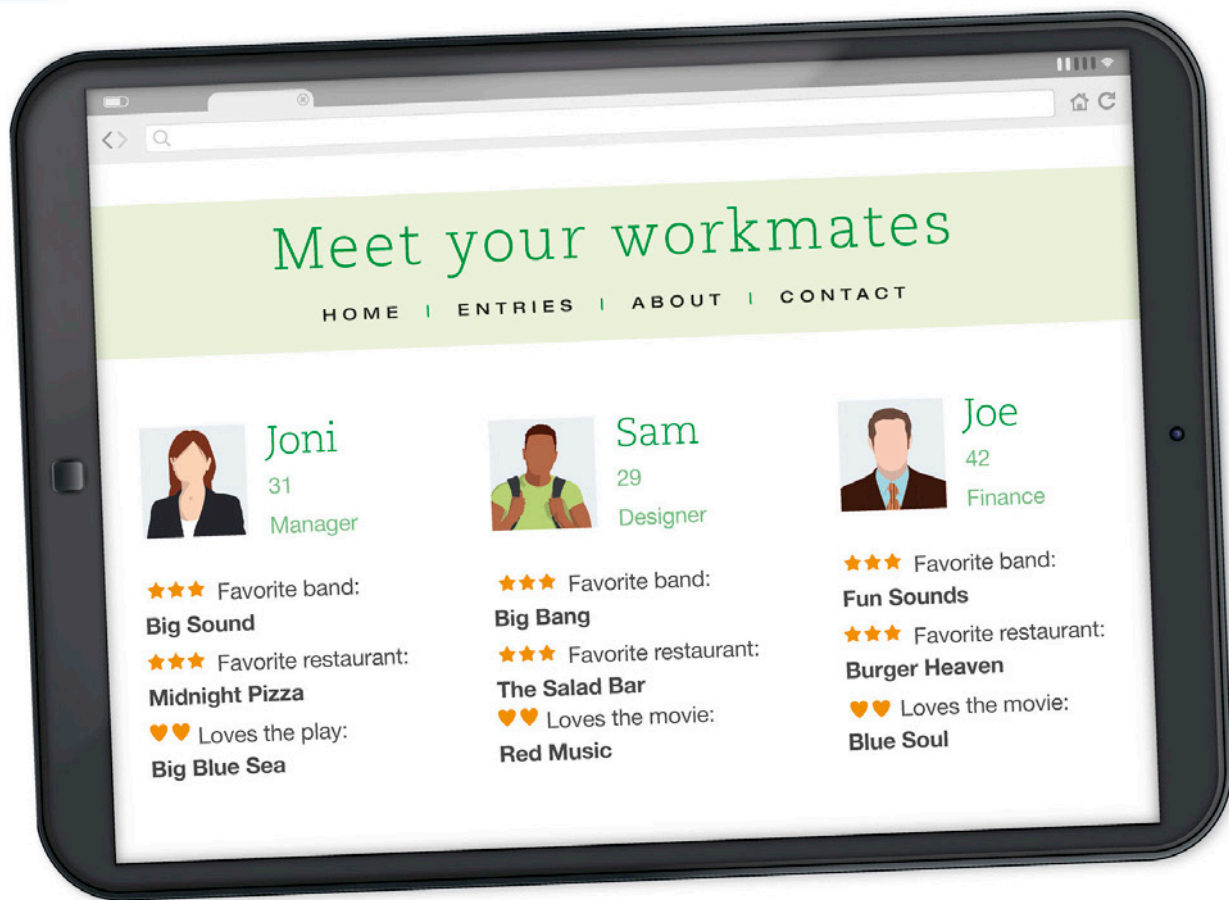 Meet your workmates
HOME | ENTRIES | ABOUT | CONTACT
Joni
31
Manager
Favorite band:
Big Sound
Favorite restaurant:
Midnight Pizza
Loves the play:
Big Blue Sea
Sam
29
Designer
Favorite band:
Big Bang
Favorite restaurant:
The Salad Bar
Loves the movie:
Red Music
Joe
42
Finance
Favorite band:
Fun Sounds
Favorite restaurant:
Burger Heaven
Loves the movie:
Blue Soul